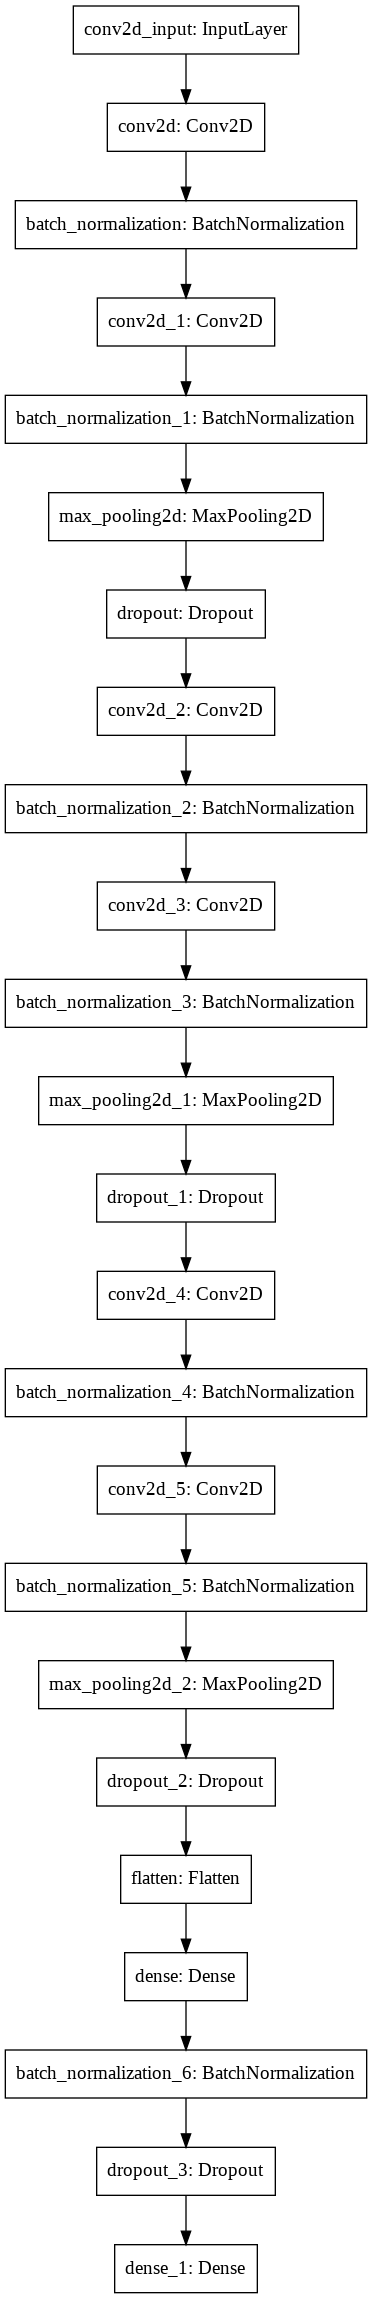 conv2d_input: InputLayer
conv2d: Conv2D
batch_normalization: BatchNormalization
conv2d_1: Conv2D
batch_normalization_1: BatchNormalization
max_pooling2d: MaxPooling2D
dropout: Dropout
conv2d_2: Conv2D
batch_normalization_2: BatchNormalization
conv2d_3: Conv2D
batch_normalization_3: BatchNormalization
max_pooling2d_1: MaxPooling2D
dropout_1: Dropout
conv2d_4: Conv2D
batch_normalization_4: BatchNormalization
conv2d_5: Conv2D
batch_normalization_5: BatchNormalization
max_pooling2d_2: MaxPooling2D
dropout_2: Dropout
flatten: Flatten
dense: Dense
batch_normalization_6: BatchNormalization
dropout_3: Dropout
dense_1: Dense